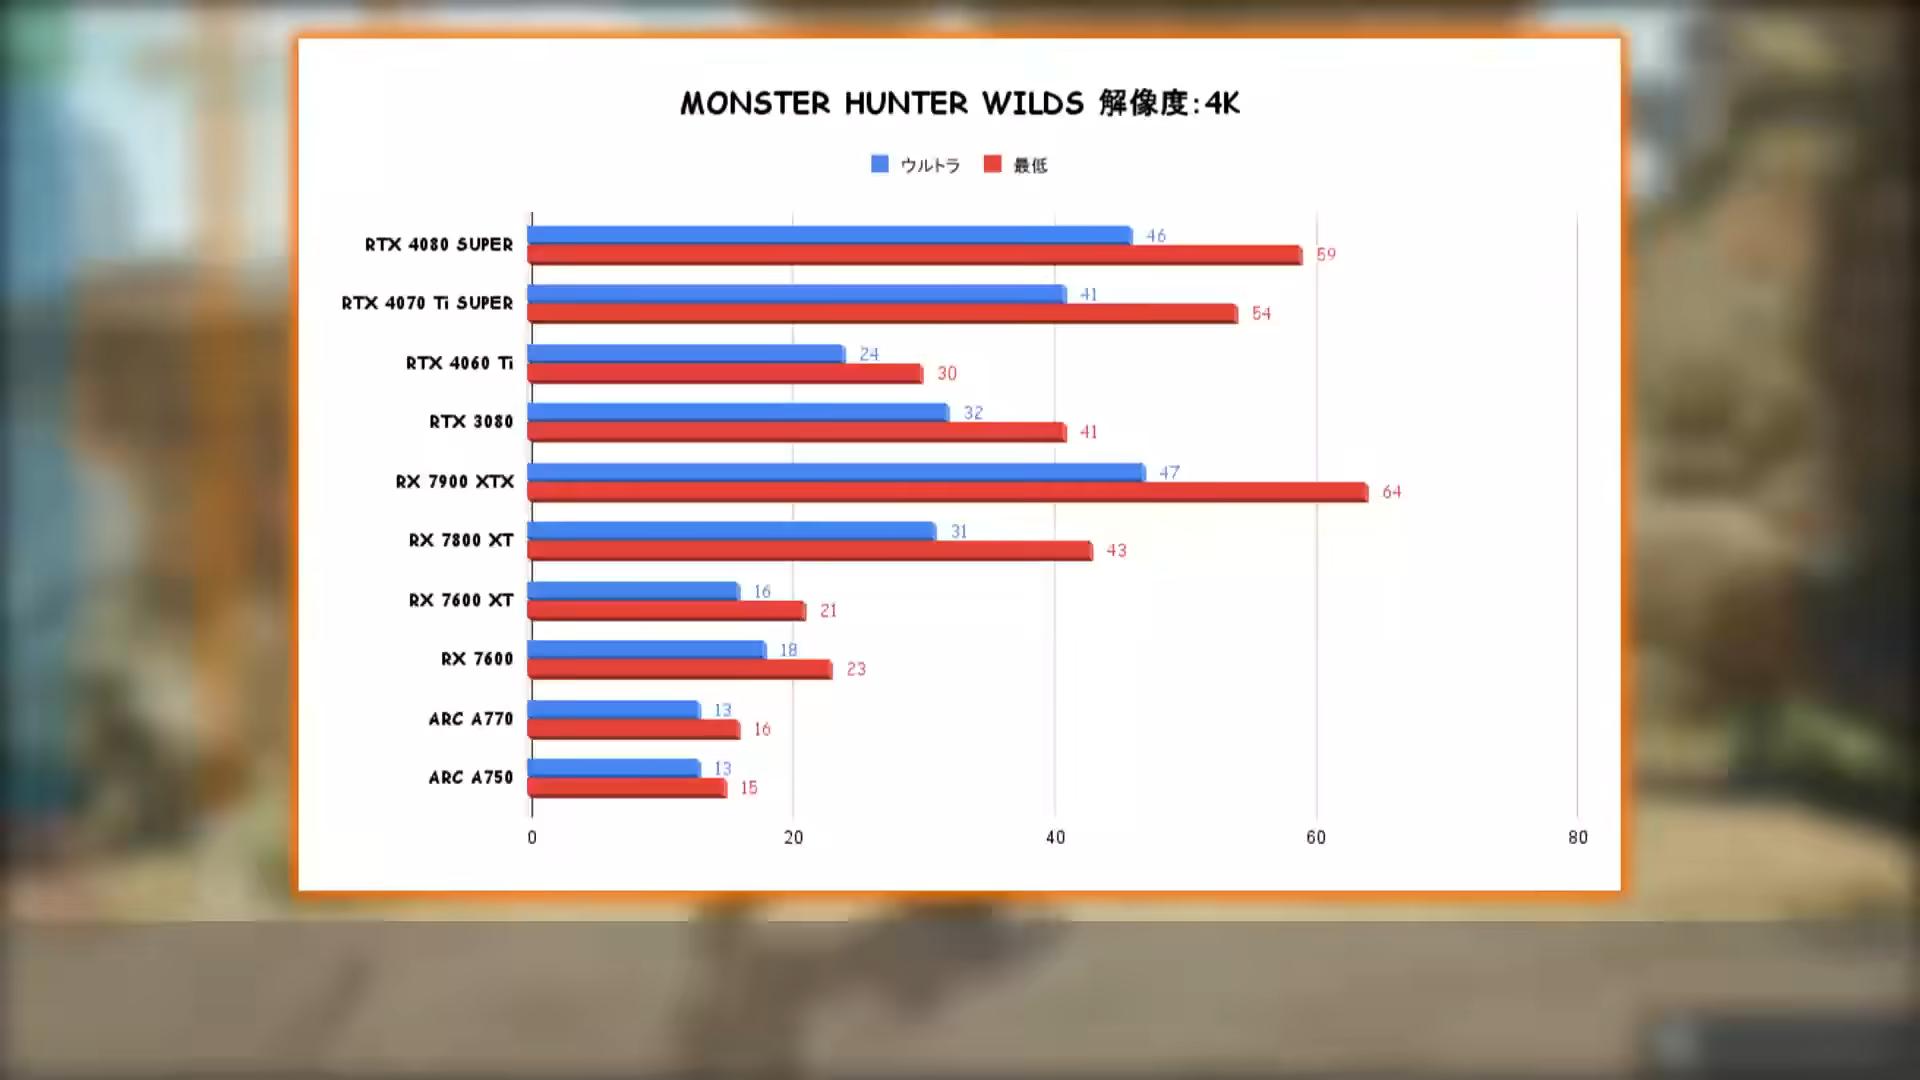 MONSTER HUNTER WILDS 解像度:4K
ウルトラ 最低
RTX 4080 SUPER 46 59
RTX 4070 Ti SUPER 41 54
RTX 4060 Ti 24 30
RTX 3080 32 41
RX 7900 XTX 47 64
RX 7800 XT 31 43
RX 7600 XT 16 21
RX 7600 18 23
ARC A770 13 16
ARC A750 13 15
0 20 40 60 80